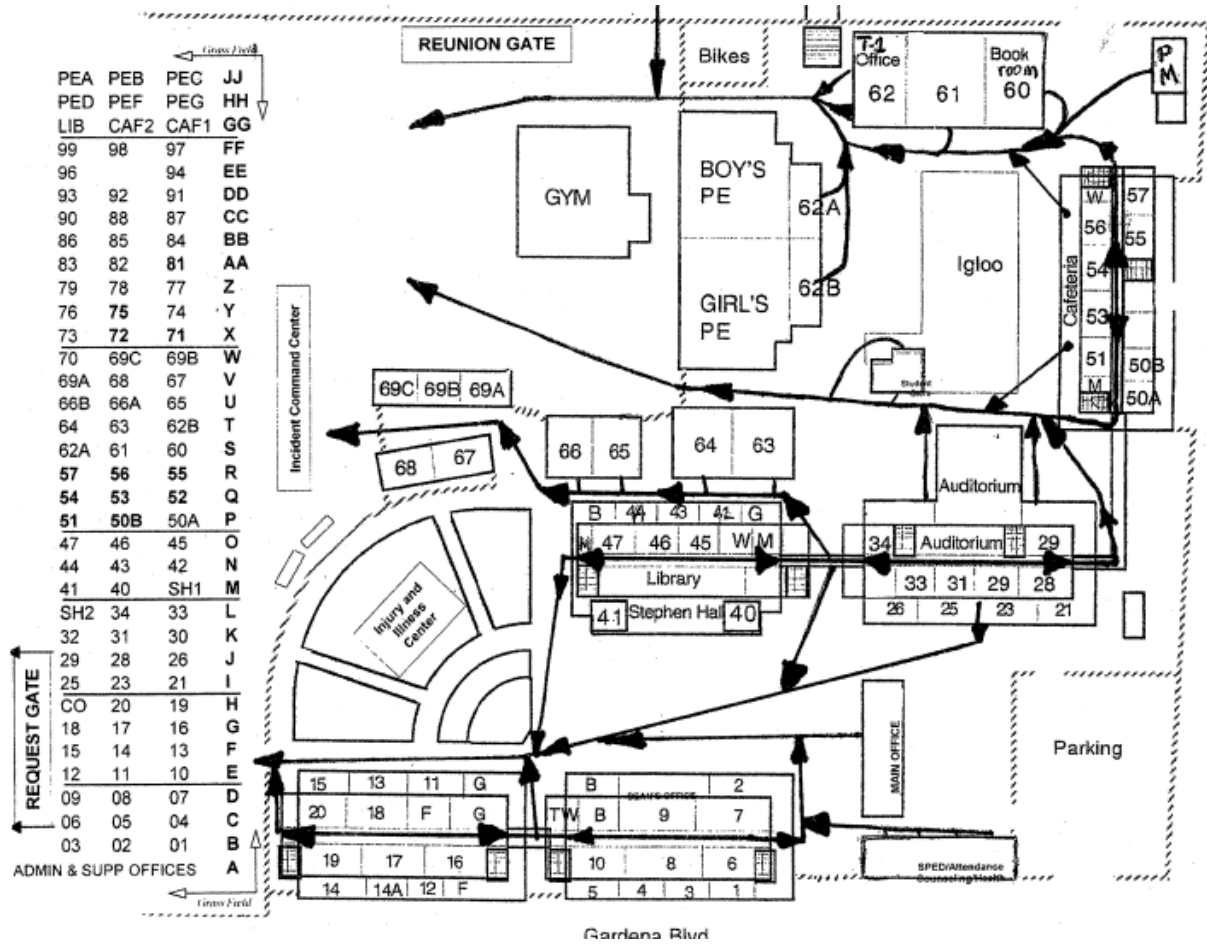 Grass Field
REUNION GATE
Bikes
T-1
Office
62
61
Book
room
60
P
M
PEA PEB PEC JJ
PED PEF PEG HH
LIB CAF2 CAF1 GG
99 98 97 FF
96 94 EE
93 92 91 DD
90 88 87 CC
86 85 84 BB
83 82 81 AA
79 78 77 Z
76 75 74 Y
73 72 71 X
70 69C 69B W
69A 68 67 V
66B 66A 65 U
64 63 62B T
62A 61 60 S
57 56 55 R
54 53 52 Q
51 50B 50A P
47 46 45 O
44 43 42 N
41 40 SH1 M
SH2 34 33 L
32 31 30 K
29 28 26 J
25 23 21 I
CO 20 19 H
18 17 16 G
15 14 13 F
12 11 10 E
09 08 07 D
06 05 04 C
03 02 01 B
ADMIN & SUPP OFFICES A
Grass Field
REQUEST GATE
Incident Command Center
GYM
BOY'S
PE
62A
GIRL'S
PE
62B
Igloo
Cafeteria
W
57
56
55
54
53
51
50B
M
50A
Student
69C 69B 69A
68 67
66 65
64 63
Auditorium
B 44 43 41 G
47 46 45 W M
Library
41 Stephen Hall 40
34 Auditorium 29
33 31 29 28
26 25 23 21
Injury and
Illness
Center
MAIN OFFICE
Parking
15 13 11 G
20 18 F G
19 17 16
14 14A 12 F
B 2
DEAN'S OFFICE
TW B 9 7
10 8 6
5 4 3 1
SPED/Attendance
Counseling/Health
Gardena Blvd